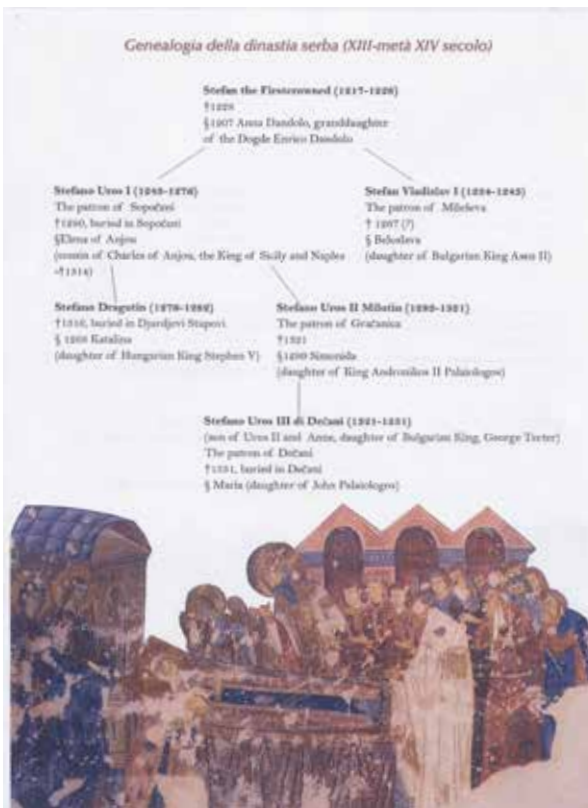 Genealogia della dinastia serba (XIII-metà XIV secolo)
Stefan the Firstcrowned (1217-1228)
†1228
§1207 Anna Dandolo, granddaughter
of the Dogde Enrico Dandolo
Stefano Uros I (1243-1276)
The patron of Sopoćani
†1280, buried in Sopoćani
§Elena of Anjou
(cousin of Charles of Anjou, the King of Sicily and Naples
†1314)
Stefan Vladislav I (1234-1243)
The patron of Mileševa
† 1267 (?)
§ Beloslava
(daughter of Bulgarian King Asen II)
Stefano Dragutin (1276-1282)
†1316, buried in Djurdjevi Stupovi
§ 1268 Katalina
(daughter of Hungarian King Stephen V)
Stefano Uros II Milutin (1282-1321)
The patron of Gračanica
†1321
§1299 Simonida
(daughter of King Andronikos II Palaiologos)
Stefano Uros III di Dečani (1321-1331)
(son of Uros II and Anne, daughter of Bulgarian King, George Terter)
The patron of Dečani
†1331, buried in Dečani
§ Maria (daughter of John Palaiologos)